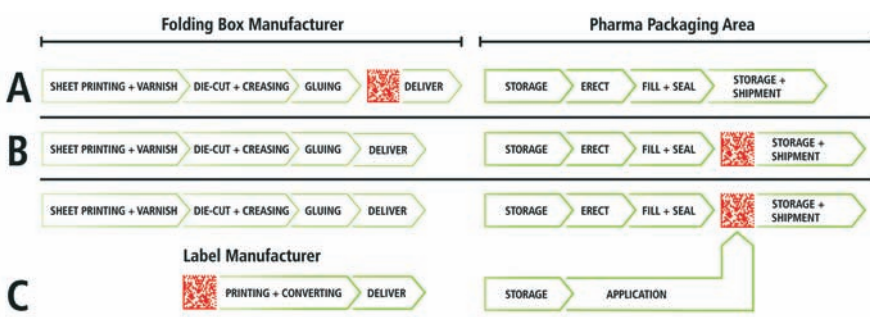 Folding Box Manufacturer
Pharma Packaging Area
A
SHEET PRINTING + VARNISH
DIE-CUT + CREASING
GLUING
DELIVER
STORAGE
ERECT
FILL + SEAL
STORAGE +
SHIPMENT
B
SHEET PRINTING + VARNISH
DIE-CUT + CREASING
GLUING
DELIVER
STORAGE
ERECT
FILL + SEAL
STORAGE +
SHIPMENT
SHEET PRINTING + VARNISH
DIE-CUT + CREASING
GLUING
DELIVER
STORAGE
ERECT
FILL + SEAL
STORAGE +
SHIPMENT
Label Manufacturer
C
PRINTING + CONVERTING
DELIVER
STORAGE
APPLICATION